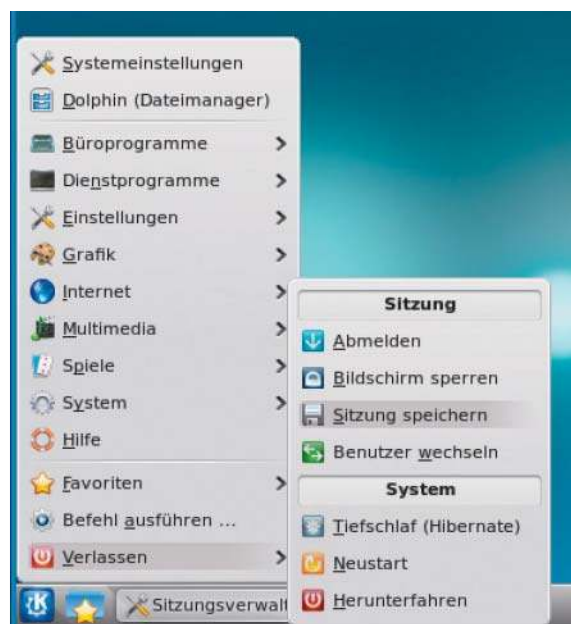 Systemeinstellungen
Dolphin (Dateimanager)
Büroprogramme
Dienstprogramme
Einstellungen
Grafik
Internet
Multimedia
Spiele
System
Hilfe
Favoriten
Befehl ausführen ...
Verlassen
Sitzung
Abmelden
Bildschirm sperren
Sitzung speichern
Benutzer wechseln
System
Tiefschlaf (Hibernate)
Neustart
Herunterfahren
Sitzungsverwalt